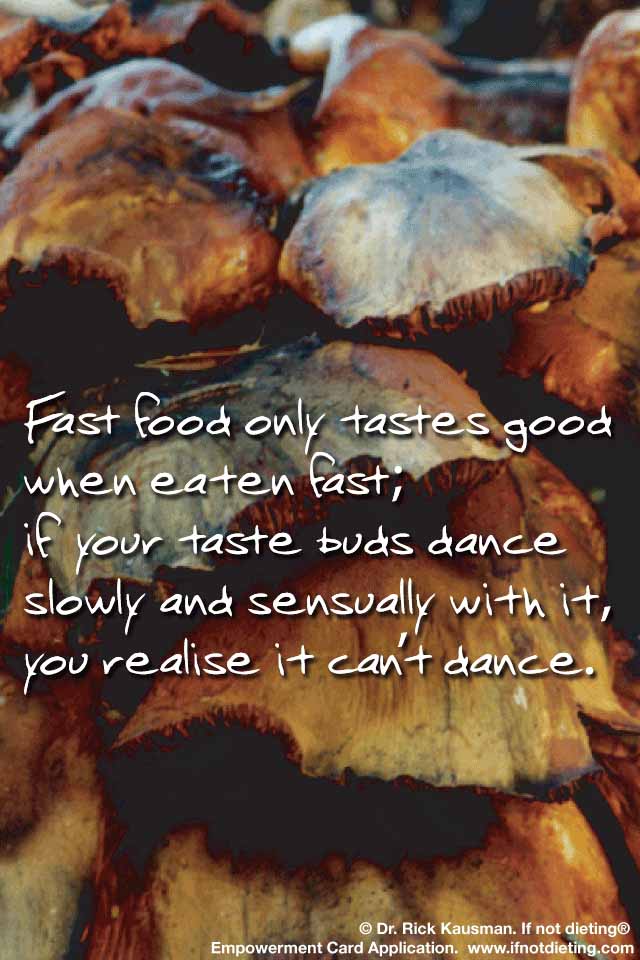 Fast food only tastes good
when eaten fast;
if your taste buds dance
slowly and sensually with it,
you realise it can't dance.
© Dr. Rick Kausman. If not dieting®
Empowerment Card Application. www.ifnotdieting.com